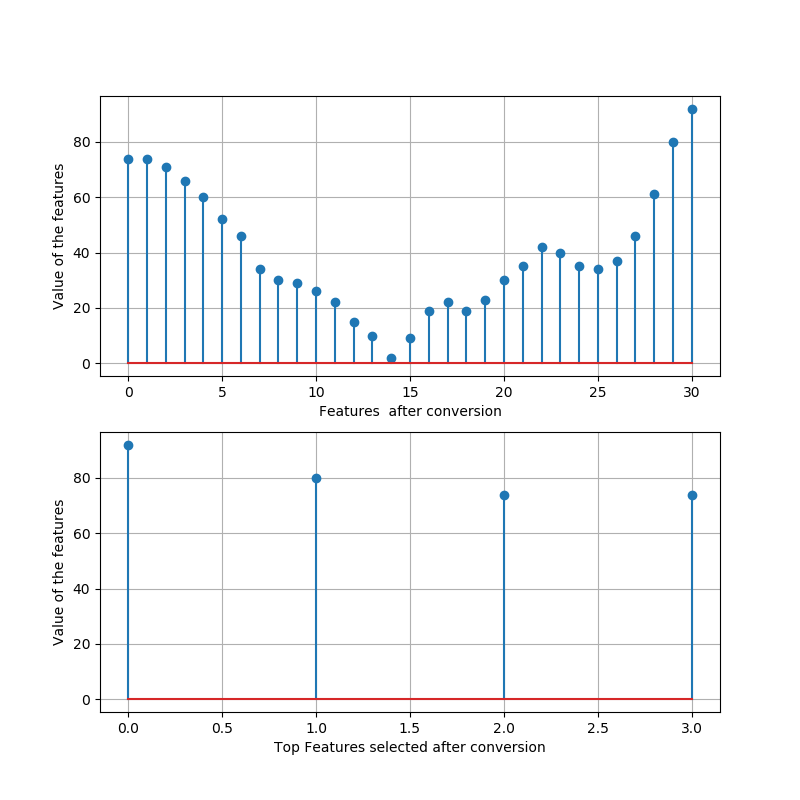 80
60
40
20
0
Value of the features
0 5 10 15 20 25 30
Features  after conversion
80
60
40
20
0
Value of the features
0.0 0.5 1.0 1.5 2.0 2.5 3.0
Top Features selected after conversion